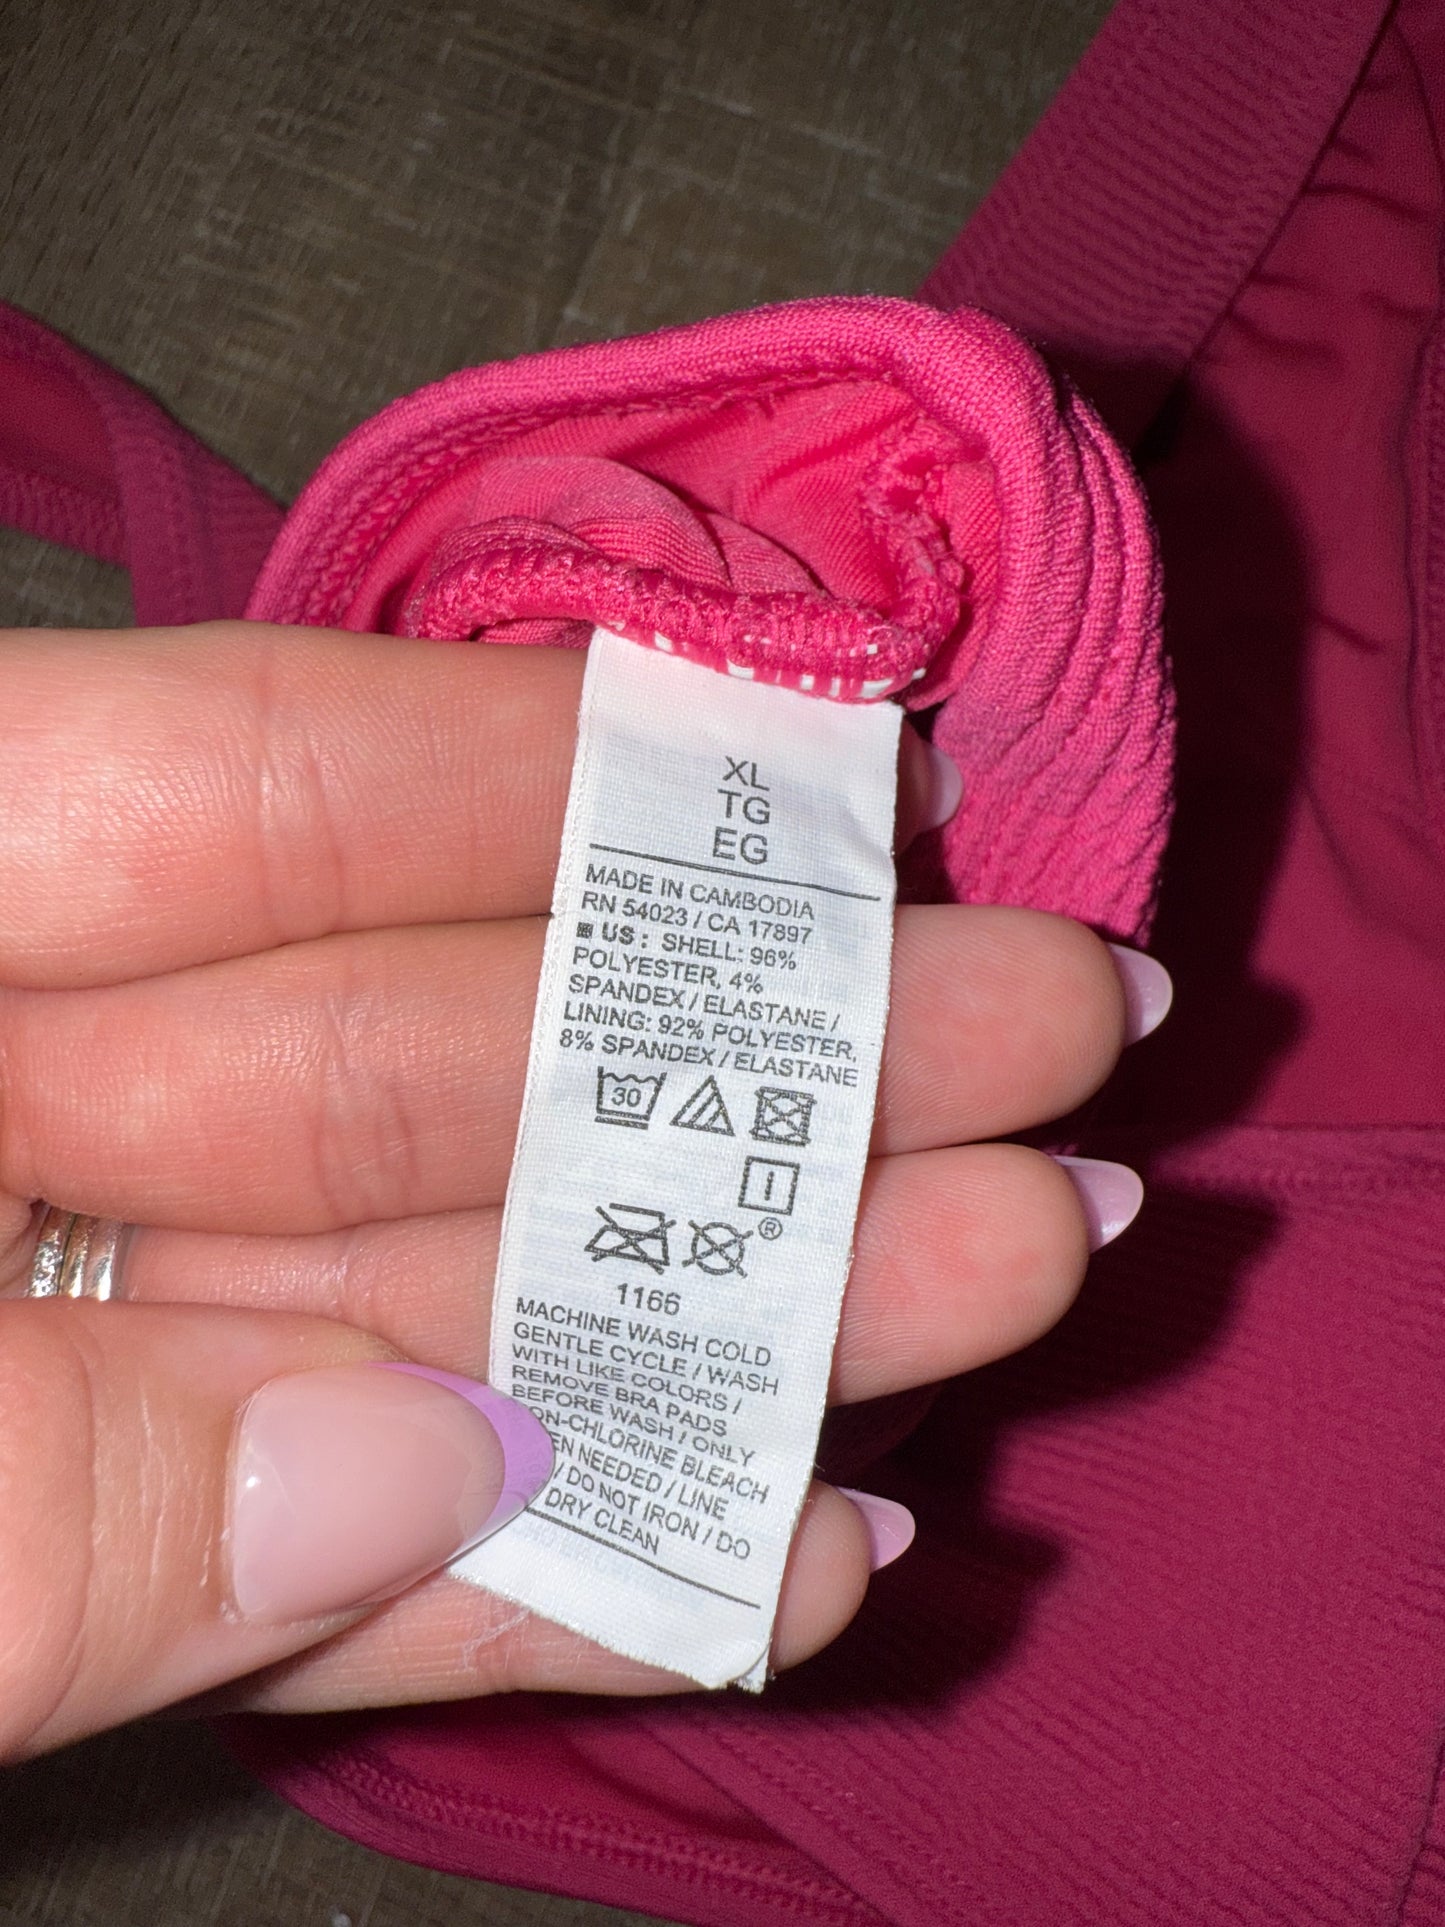 XL
TG
EG
MADE IN CAMBODIA
RN 54023 / CA 17897
US : SHELL: 96%
POLYESTER, 4%
SPANDEX / ELASTANE /
LINING: 92% POLYESTER,
8% SPANDEX / ELASTANE
30
®
1166
MACHINE WASH COLD
GENTLE CYCLE / WASH
WITH LIKE COLORS /
REMOVE BRA PADS
BEFORE WASH / ONLY
ON-CHLORINE BLEACH
EN NEEDED / LINE
/ DO NOT IRON / DO
DRY CLEAN